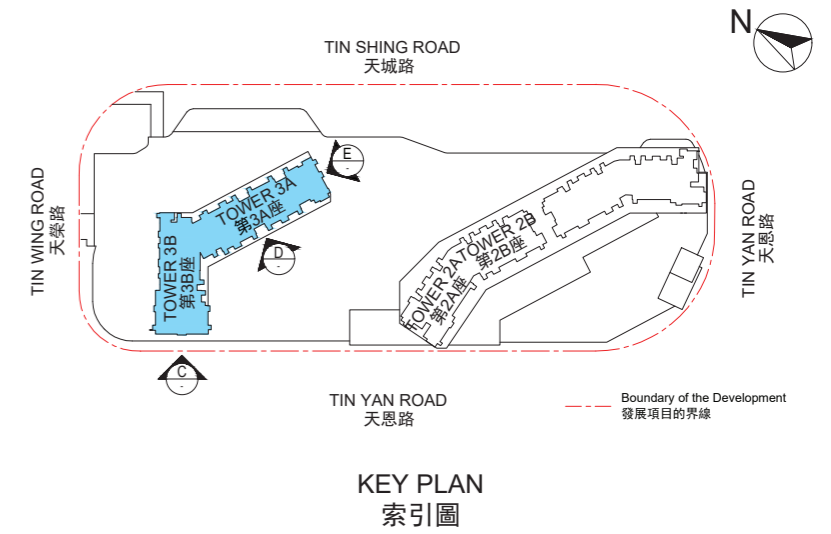 N
TIN SHING ROAD
天城路
TIN WING ROAD
天榮路
E
TOWER 3A
第3A座
D
TOWER 3B
第3B座
C
TOWER 2A
第2A座
TOWER 2B
第2B座
TIN YAN ROAD
天恩路
TIN YAN ROAD
天恩路
Boundary of the Development
發展項目的界線
KEY PLAN
索引圖